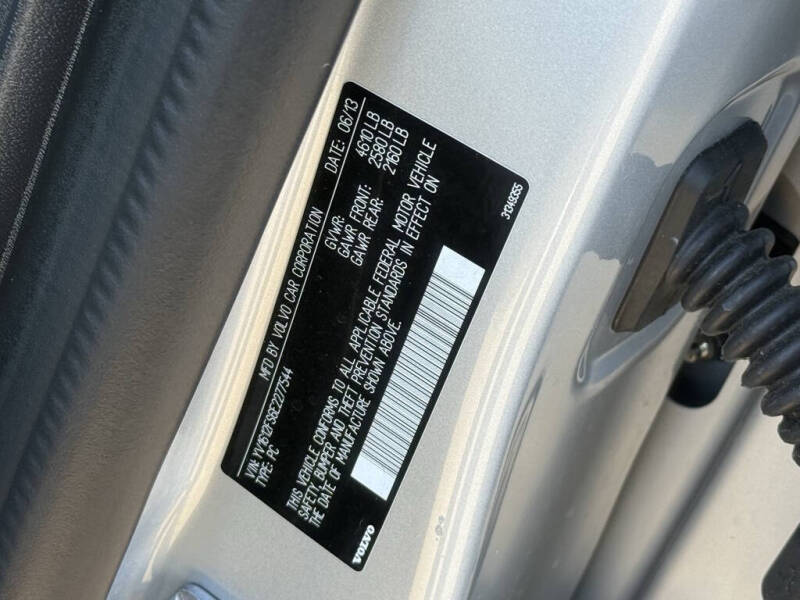 MFD BY: VOLVO CAR CORPORATION DATE: 06/13
GVWR: 4610 LB
GAWR FRONT: 2580 LB
GAWR REAR: 2160 LB
VIN: YV1612FS6E2277544
TYPE: PC
THIS VEHICLE CONFORMS TO ALL APPLICABLE FEDERAL MOTOR VEHICLE
SAFETY, BUMPER AND THEFT PREVENTION STANDARDS IN EFFECT ON
THE DATE OF MANUFACTURE SHOWN ABOVE.
VOLVO
31349355